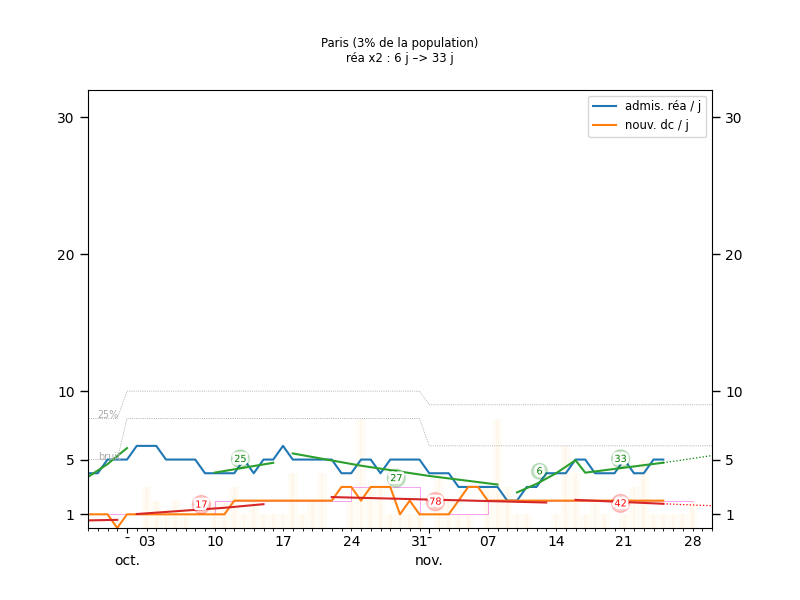 Paris (3% de la population)
réa x2 : 6 j –> 33 j
admis. réa / j
nouv. dc / j
30 30
20 20
10 10
25%
bruit
5 5
25
27
6
33
17
78
42
1 1
03 10 17 24 31 07 14 21 28
oct. nov.